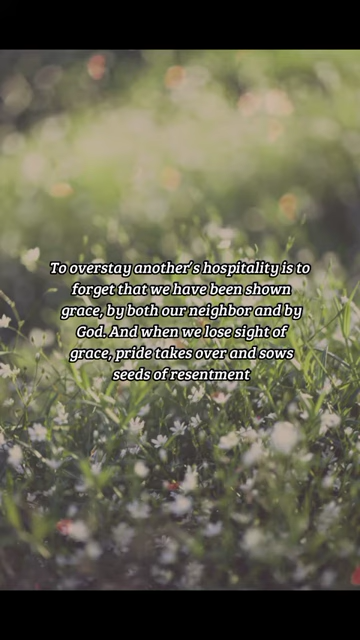 To overstay another's hospitality is to
forget that we have been shown
grace, by both our neighbor and by
God. And when we lose sight of
grace, pride takes over and sows
seeds of resentment